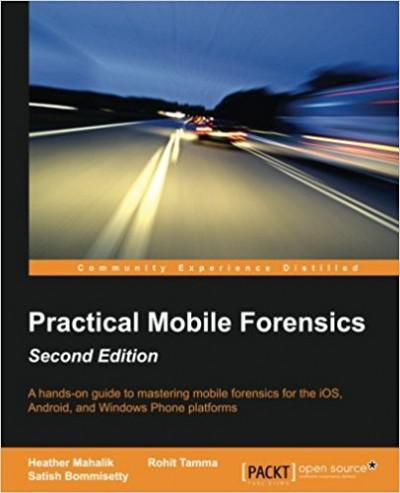 Community Experience Distilled
Practical Mobile Forensics
Second Edition
A hands-on guide to mastering mobile forensics for the iOS,
Android, and Windows Phone platforms
Heather Mahalik Rohit Tamma
Satish Bommisetty
[PACKT] open source*
PUBLISHING